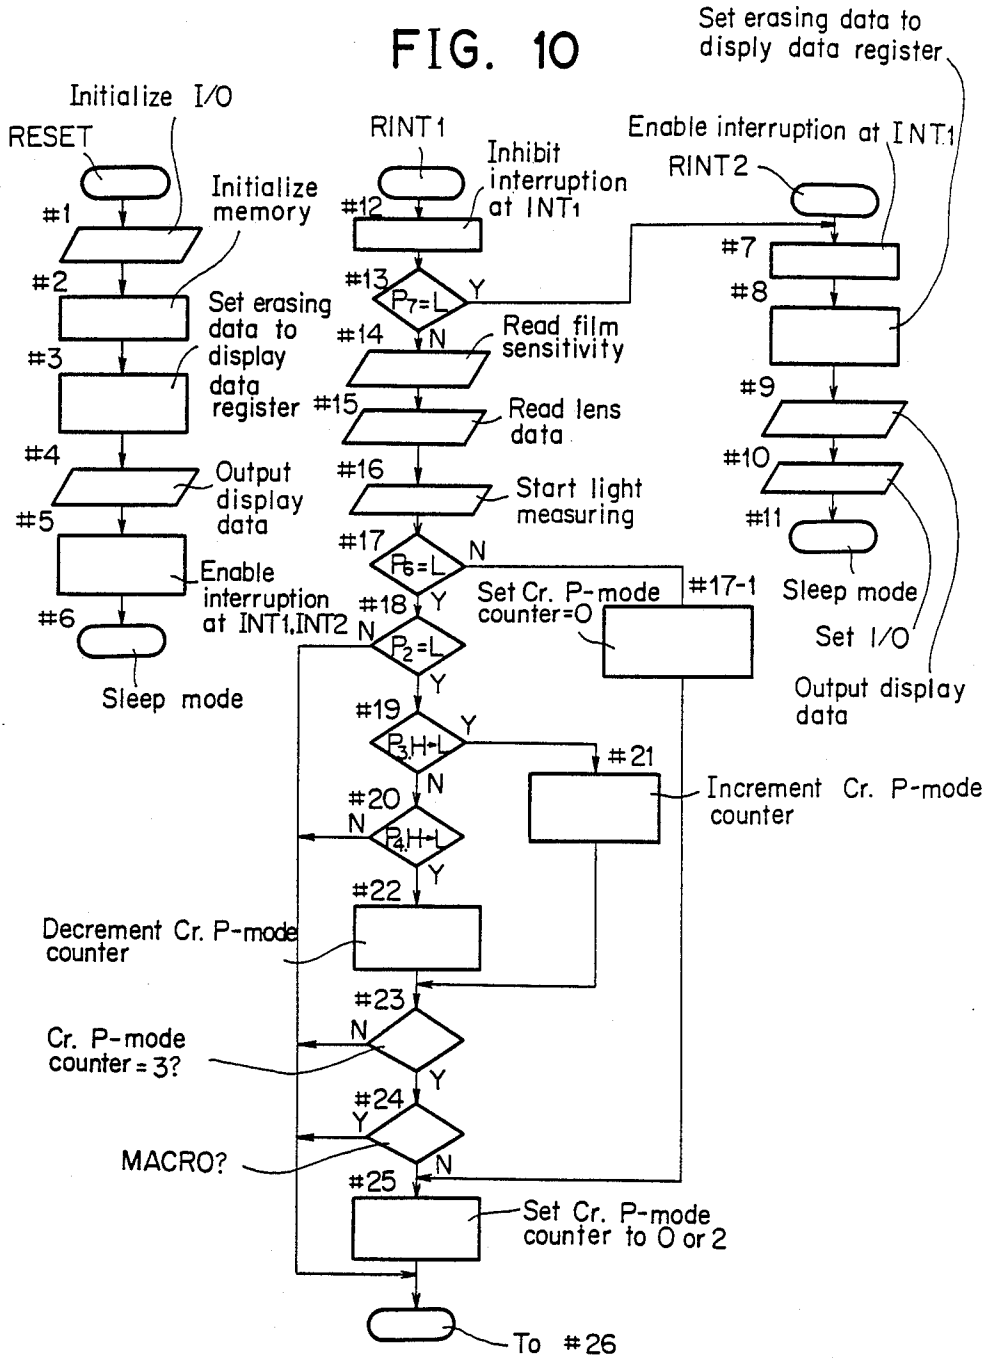 FIG. 10
Set erasing data to
disply data register
Initialize I/O
RESET
#1
Initialize
memory
#2
Set erasing
data to
display
data
register
#3
#4
Output
display
data
#5
Enable
interruption
at INT1,INT2
#6
Sleep mode
RINT1
Inhibit
interruption
at INT1
#12
#13
P7=L
Y
N
#14
Read film
sensitivity
#15
Read lens
data
#16
Start light
measuring
#17
P6=L
N
Y
#17-1
Set Cr. P-mode
counter=0
#18
N
P2=L
Y
#19
P3.H→L
Y
N
#21
Increment Cr. P-mode
counter
#20
N
P4.H→L
Y
#22
Decrement Cr. P-mode
counter
#23
N
Cr. P-mode
counter=3?
Y
#24
Y
MACRO?
N
#25
Set Cr. P-mode
counter to 0 or 2
To #26
Enable interruption at INT1
RINT2
#7
#8
#9
#10
#11
Sleep mode
Set I/O
Output display
data